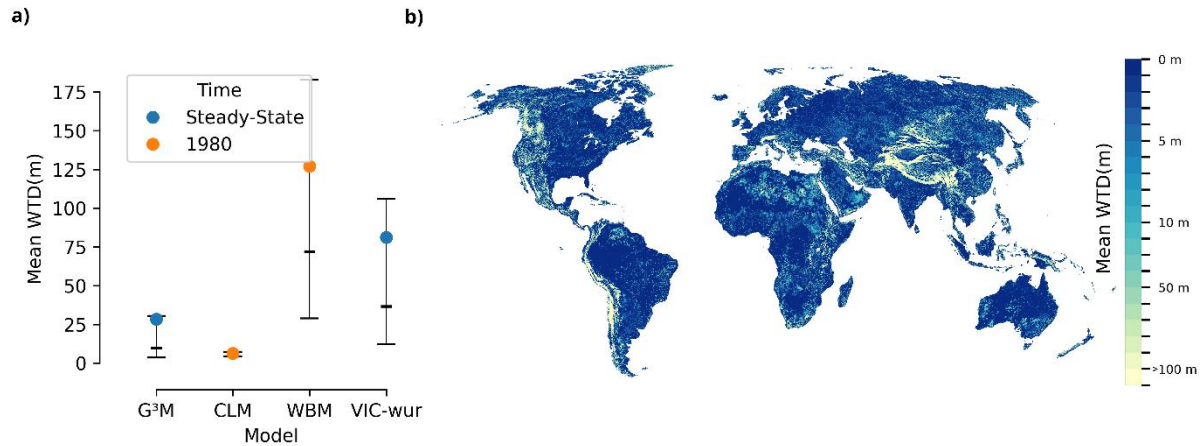 a)
Mean WTD(m)
175
150
125
100
75
50
25
0
Time
Steady-State
1980
G³M CLM WBM VIC-wur
Model
b)
Mean WTD(m)
0 m
5 m
10 m
50 m
>100 m